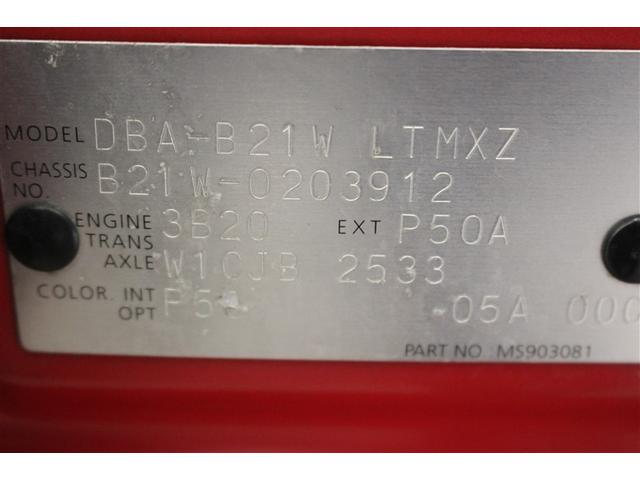 MODEL DBA-B21W LTMXZ
CHASSIS NO. B21W-0203912
ENGINE 3B20 EXT P50A
TRANS AXLE W1CJB 2533
COLOR. INT
OPT -05A 000
PART NO. MS903081